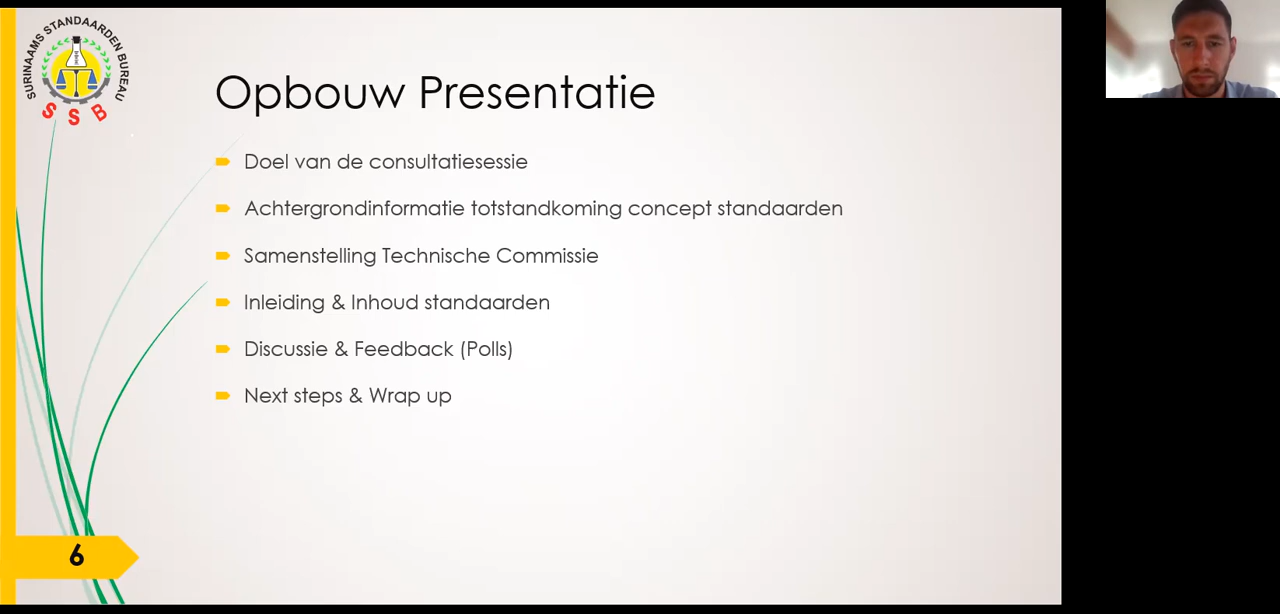 SURINAAMS STANDAARDEN BUREAU
S S B
Opbouw Presentatie
Doel van de consultatiesessie
Achtergrondinformatie totstandkoming concept standaarden
Samenstelling Technische Commissie
Inleiding & Inhoud standaarden
Discussie & Feedback (Polls)
Next steps & Wrap up
6